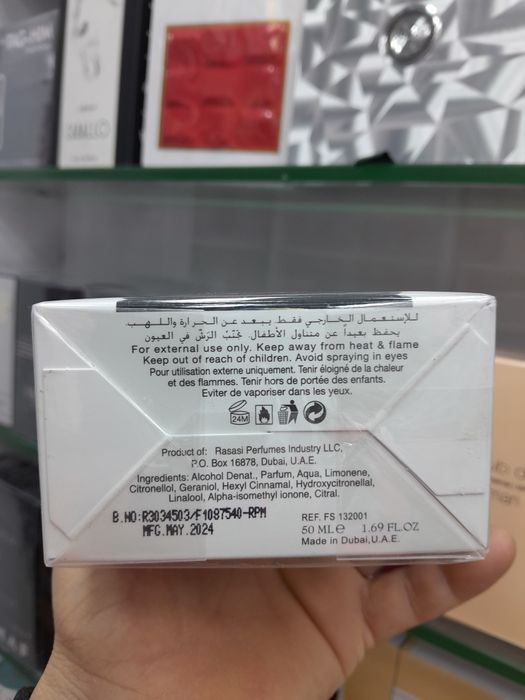 للإستعمال الخارجي فقط يبعد عن الحرارة واللهب
يحفظ بعيداً عن متناول الأطفال. تجنّب الرش في العيون
For external use only. Keep away from heat & flame
Keep out of reach of children. Avoid spraying in eyes
Pour utilisation externe uniquement. Tenir éloigné de la chaleur
et des flammes. Tenir hors de portée des enfants.
Eviter de vaporiser dans les yeux.
24M
Product of: Rasasi Perfumes Industry LLC,
P.O. Box 16878, Dubai, U.A.E.
Ingredients: Alcohol Denat., Parfum, Aqua, Limonene,
Citronellol, Geraniol, Hexyl Cinnamal, Hydroxycitronellal,
Linalool, Alpha-isomethyl ionone, Citral.
B.NO:R3034503/F1087540-RPM
MFG.MAY.2024
REF. FS 132001
50 ML e 1.69 FL.OZ
Made in Dubai,U.A.E.